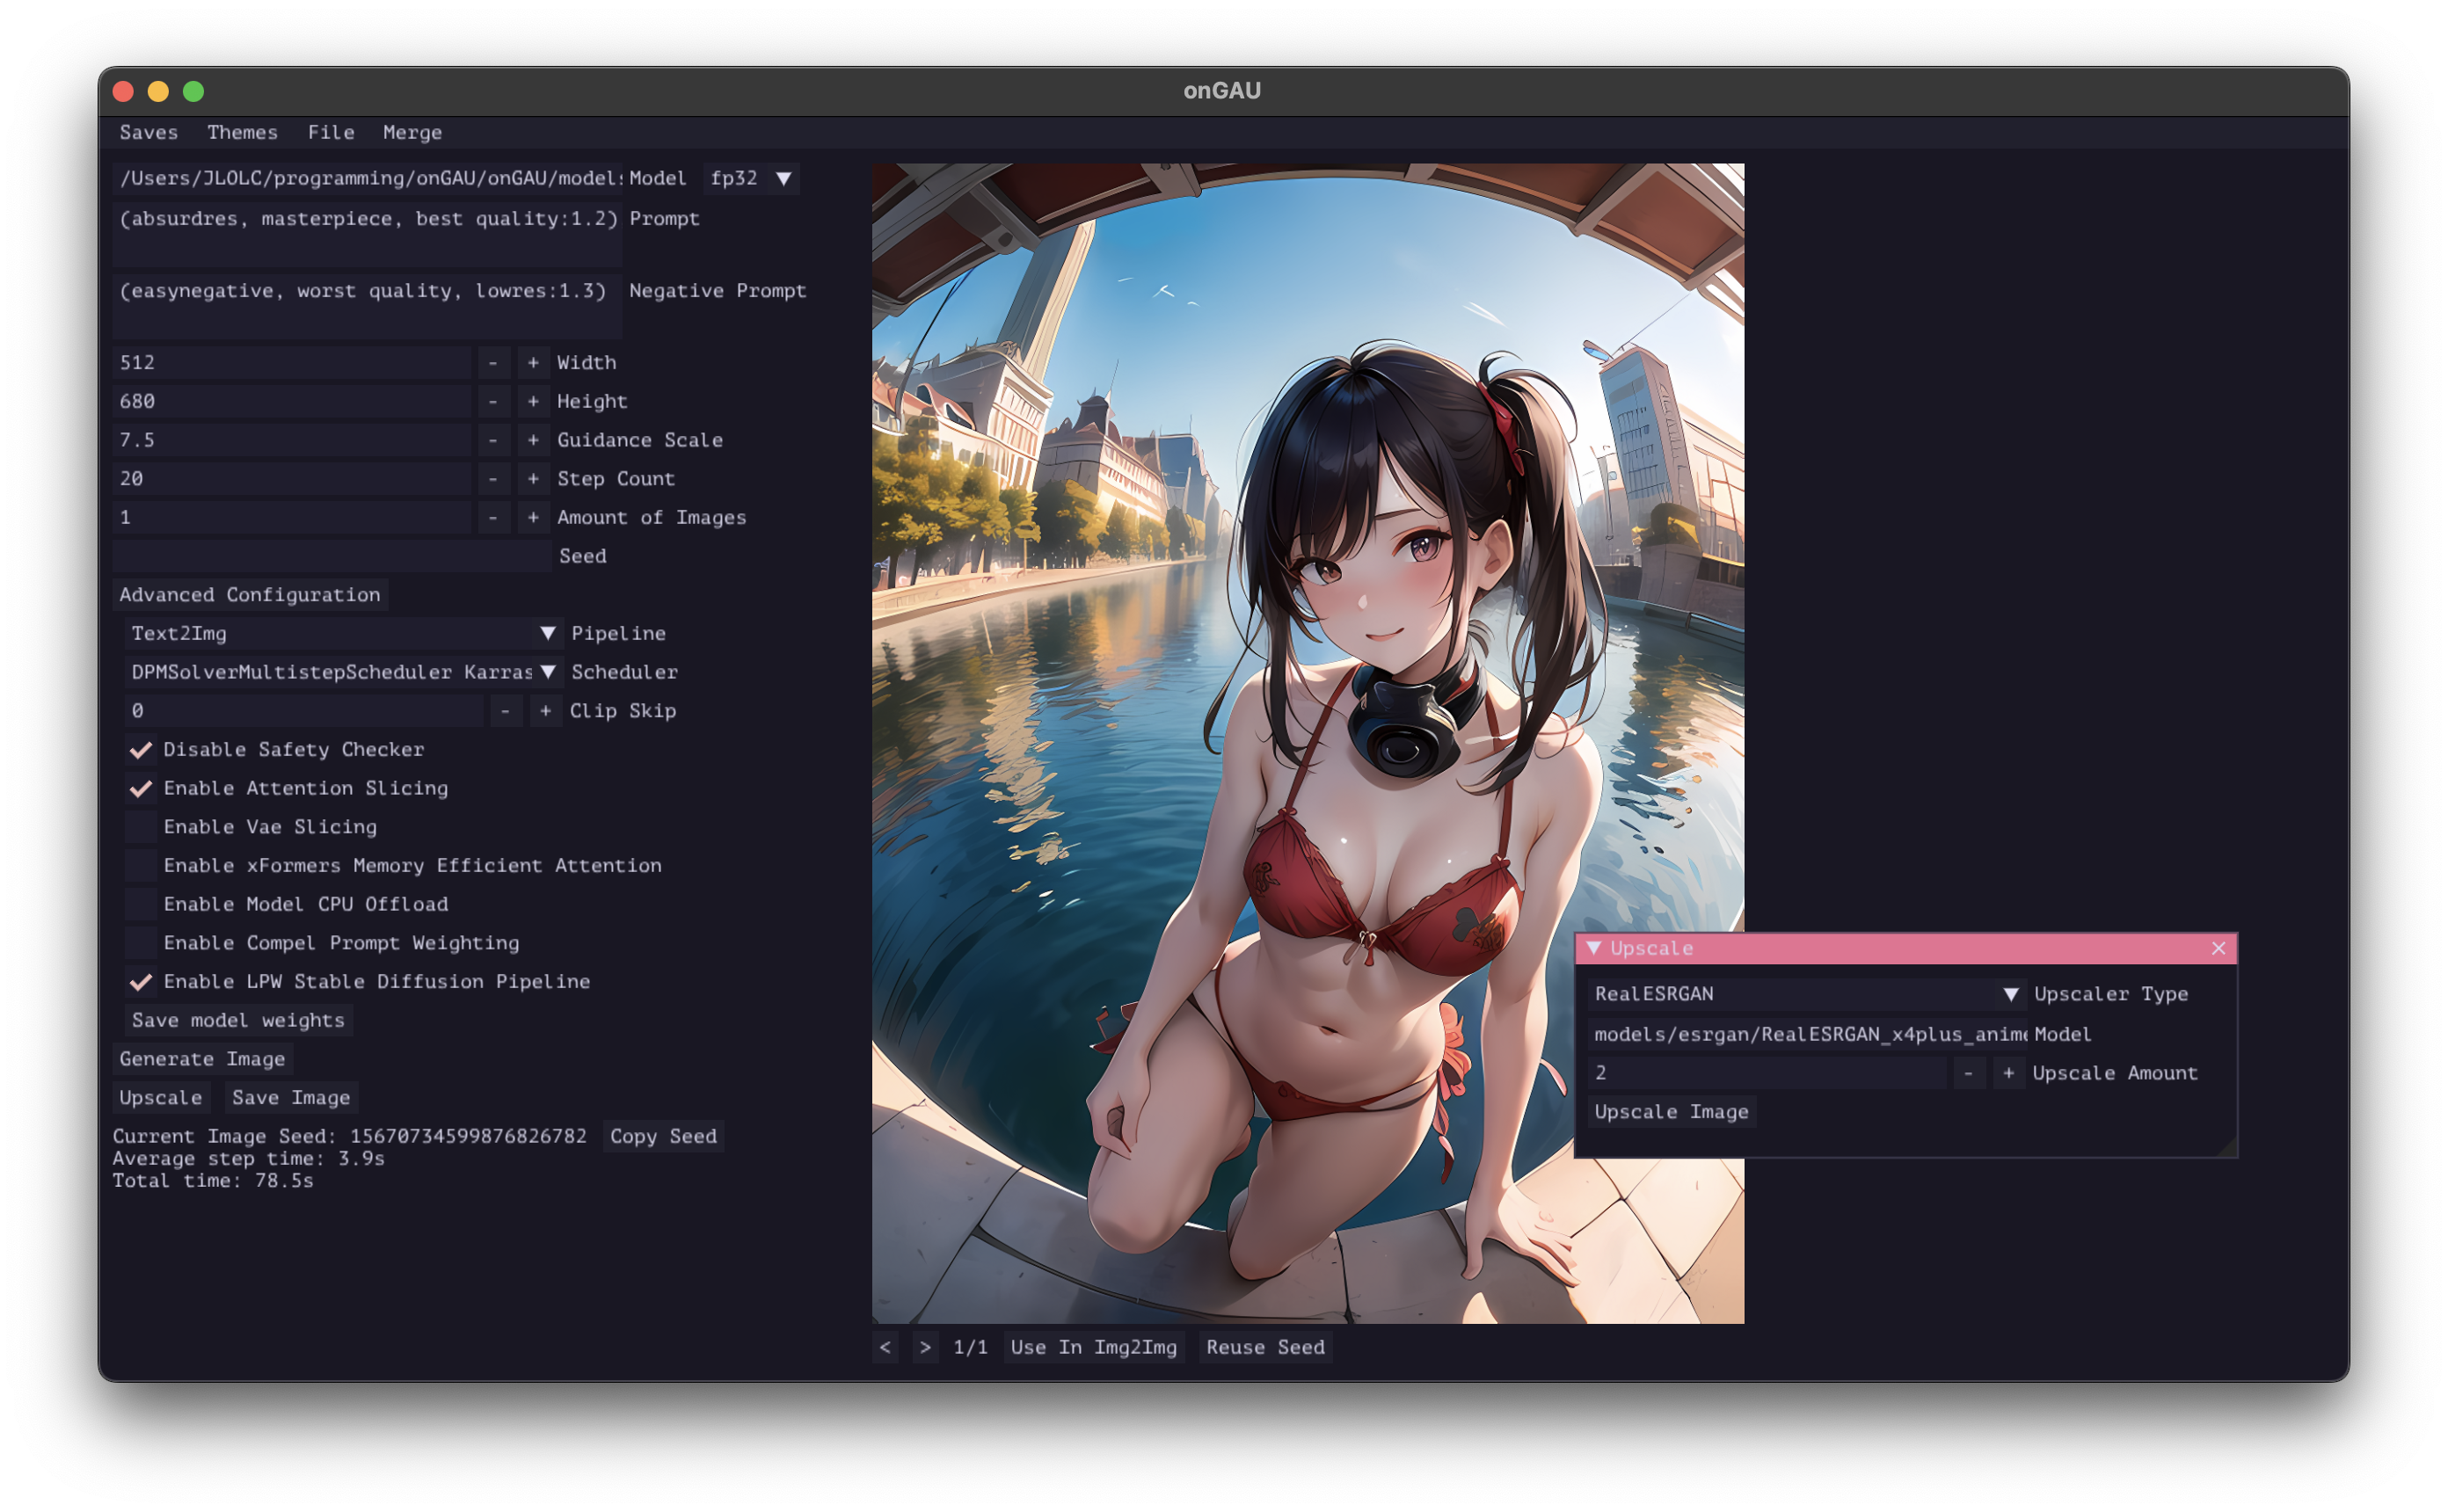 onGAU
Saves Themes File Merge
/Users/JLOLC/programming/onGAU/onGAU/models Model fp32
(absurdres, masterpiece, best quality:1.2) Prompt
(easynegative, worst quality, lowres:1.3) Negative Prompt
512 - + Width
680 - + Height
7.5 - + Guidance Scale
20 - + Step Count
1 - + Amount of Images
Seed
Advanced Configuration
Text2Img Pipeline
DPMSolverMultistepScheduler Karras Scheduler
0 - + Clip Skip
Disable Safety Checker
Enable Attention Slicing
Enable Vae Slicing
Enable xFormers Memory Efficient Attention
Enable Model CPU Offload
Enable Compel Prompt Weighting
Enable LPW Stable Diffusion Pipeline
Save model weights
Generate Image
Upscale Save Image
Current Image Seed: 15670734599876826782 Copy Seed
Average step time: 3.9s
Total time: 78.5s
< > 1/1 Use In Img2Img Reuse Seed
Upscale
RealESRGAN Upscaler Type
models/esrgan/RealESRGAN_x4plus_anime Model
2 - + Upscale Amount
Upscale Image